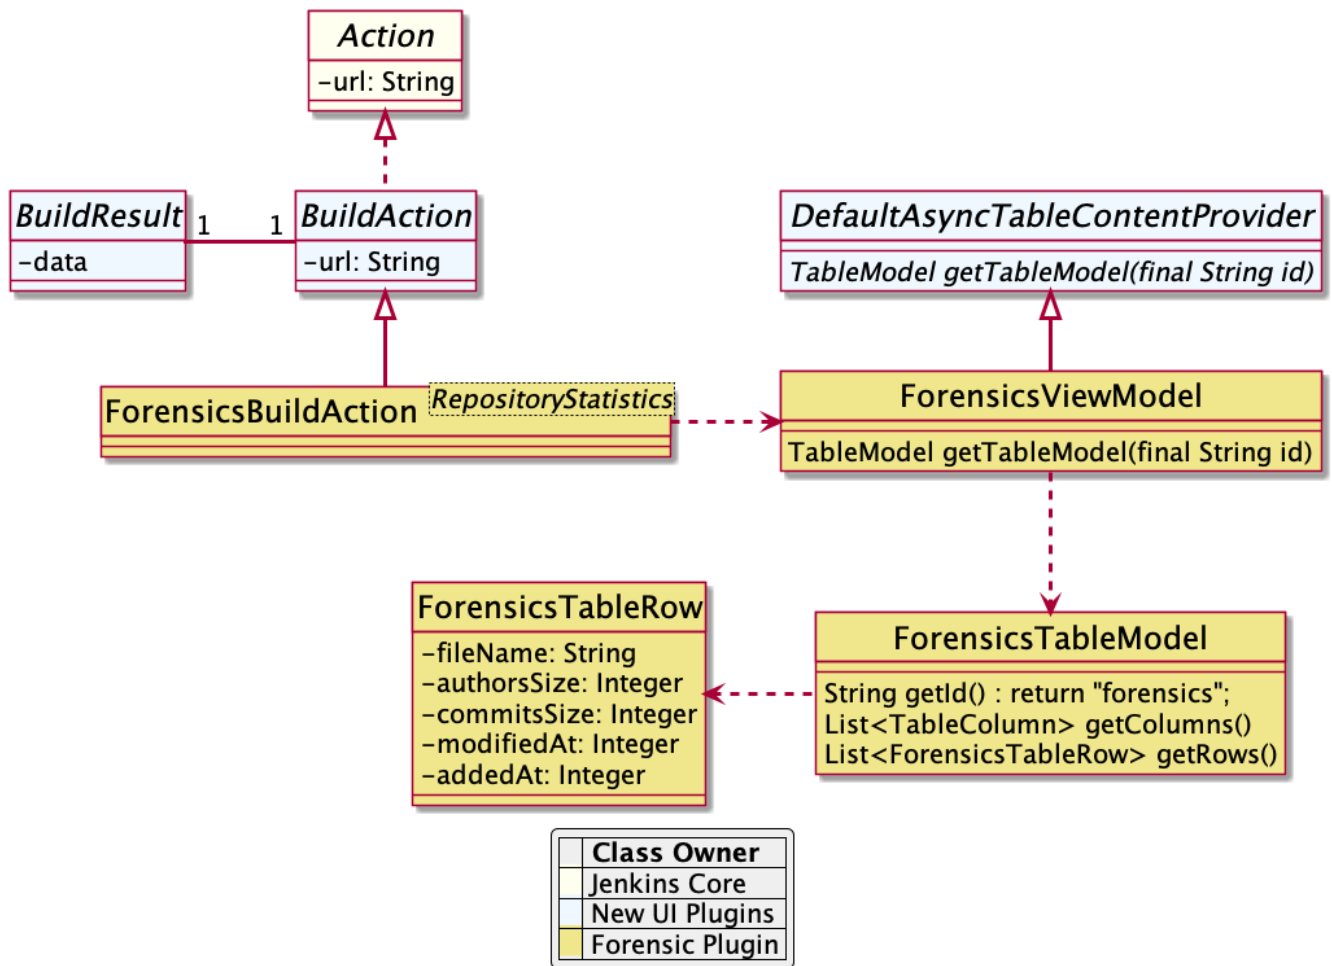 Action
-url: String
BuildResult
-data
1
1
BuildAction
-url: String
DefaultAsyncTableContentProvider
TableModel getTableModel(final String id)
ForensicsBuildAction
RepositoryStatistics
ForensicsViewModel
TableModel getTableModel(final String id)
ForensicsTableRow
-fileName: String
-authorsSize: Integer
-commitsSize: Integer
-modifiedAt: Integer
-addedAt: Integer
ForensicsTableModel
String getId() : return "forensics";
List<TableColumn> getColumns()
List<ForensicsTableRow> getRows()
Class Owner
Jenkins Core
New UI Plugins
Forensic Plugin